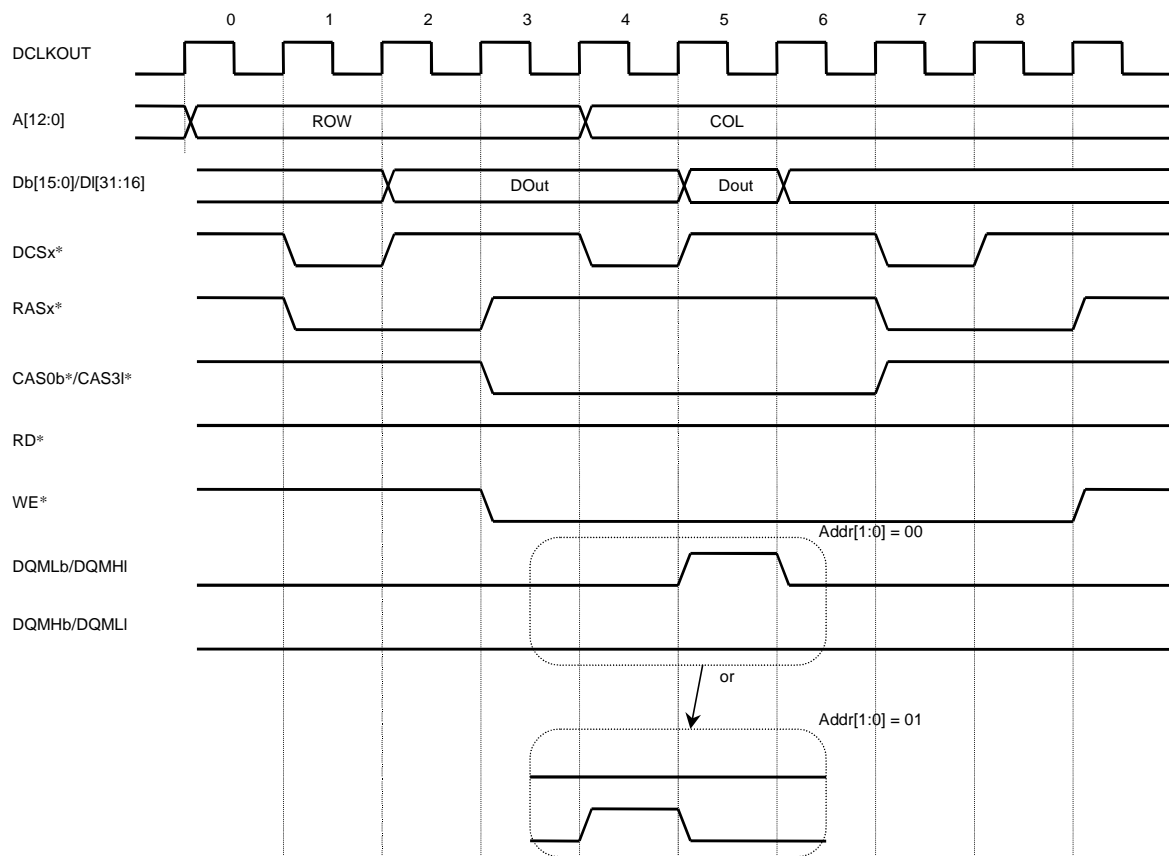 0 1 2 3 4 5 6 7 8
DCLKOUT
A[12:0]
ROW COL
Db[15:0]/Dl[31:16]
DOut Dout
DCSx*
RASx*
CAS0b*/CAS3l*
RD*
WE*
Addr[1:0] = 00
DQMLb/DQMHl
DQMHb/DQMLl
or
Addr[1:0] = 01